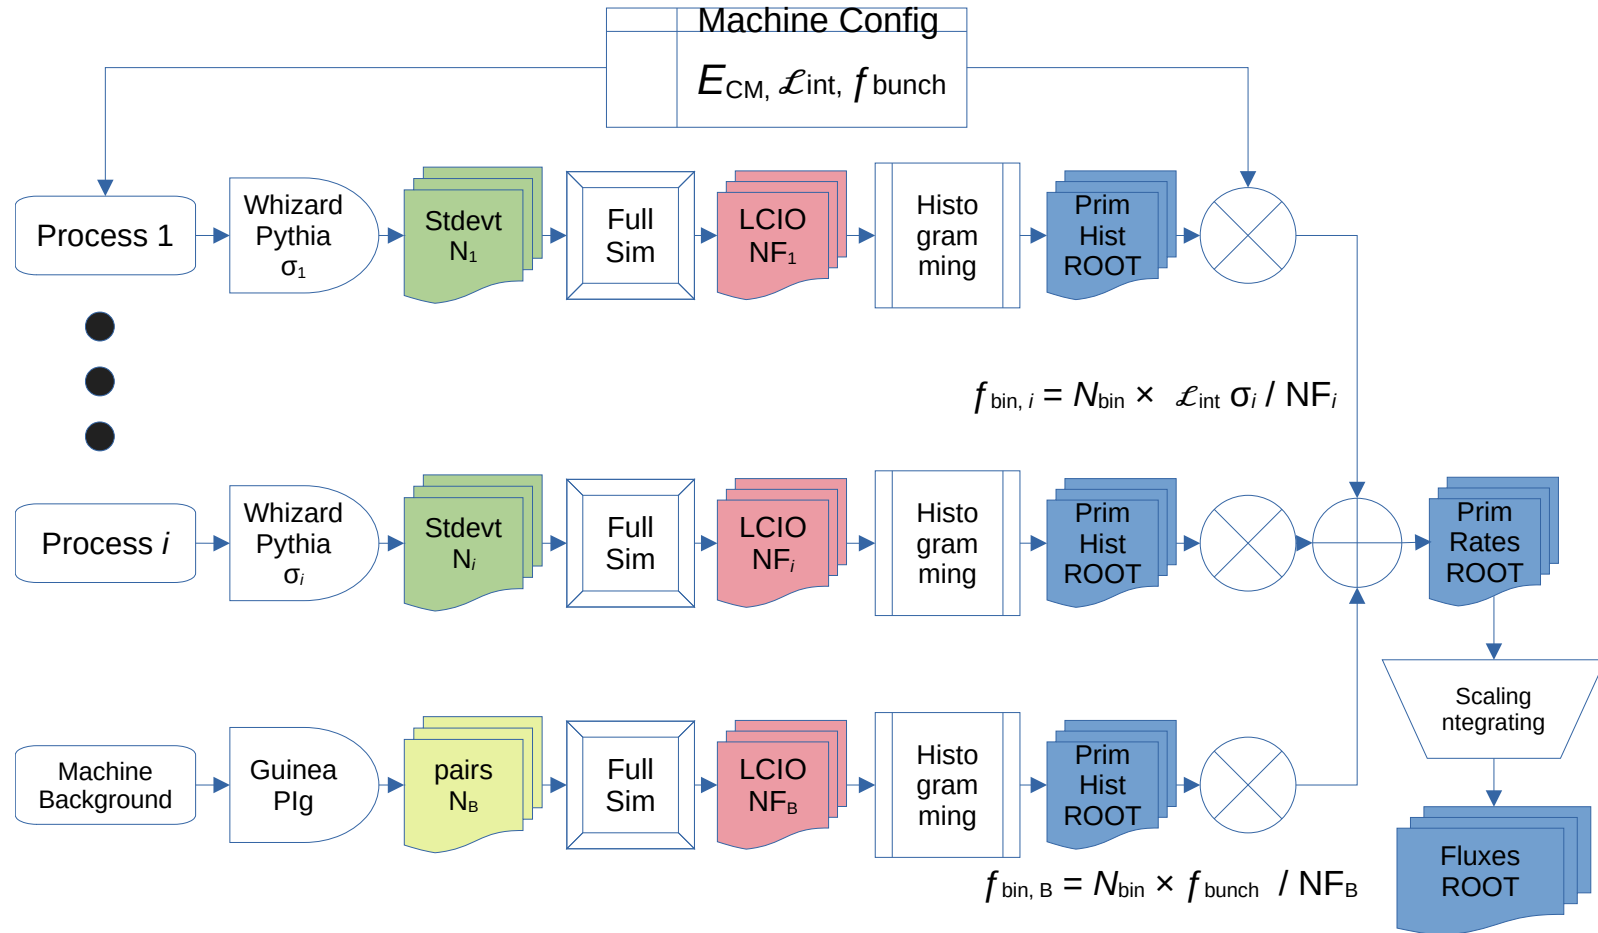 Machine Config
E CM, ℒint, f bunch
Process 1
Whizard
Pythia
σ1
Stdevt
N1
Full
Sim
LCIO
NF1
Histo
gram
ming
Prim
Hist
ROOT
f bin, i = Nbin × ℒint σi / NFi
Process i
Whizard
Pythia
σi
Stdevt
Ni
Full
Sim
LCIO
NFi
Histo
gram
ming
Prim
Hist
ROOT
Prim
Rates
ROOT
Scaling
ntegrating
Machine
Background
Guinea
PIg
pairs
NB
Full
Sim
LCIO
NFB
Histo
gram
ming
Prim
Hist
ROOT
Fluxes
ROOT
f bin, B = Nbin × f bunch / NFB